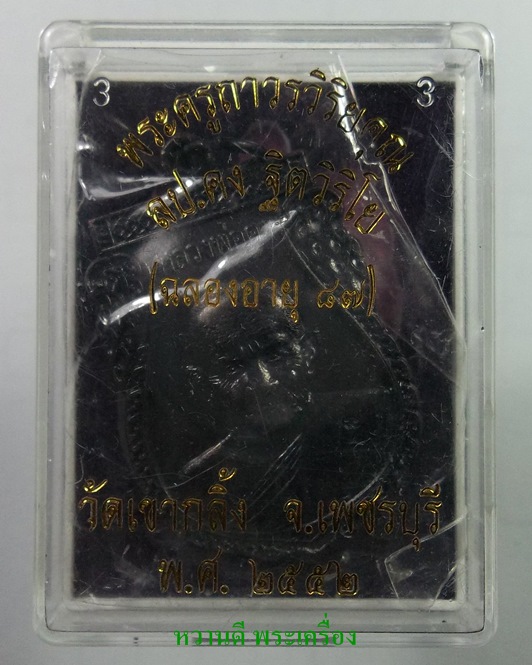 3 3
พระครูถาวรวิริยคุณ
ลป.คง ฐิตวิริโย
(ฉลองอายุ ๘๗)
วัดเขากลิ้ง จ.เพชรบุรี
พ.ศ. ๒๕๕๒
หวานดี พระเครื่อง